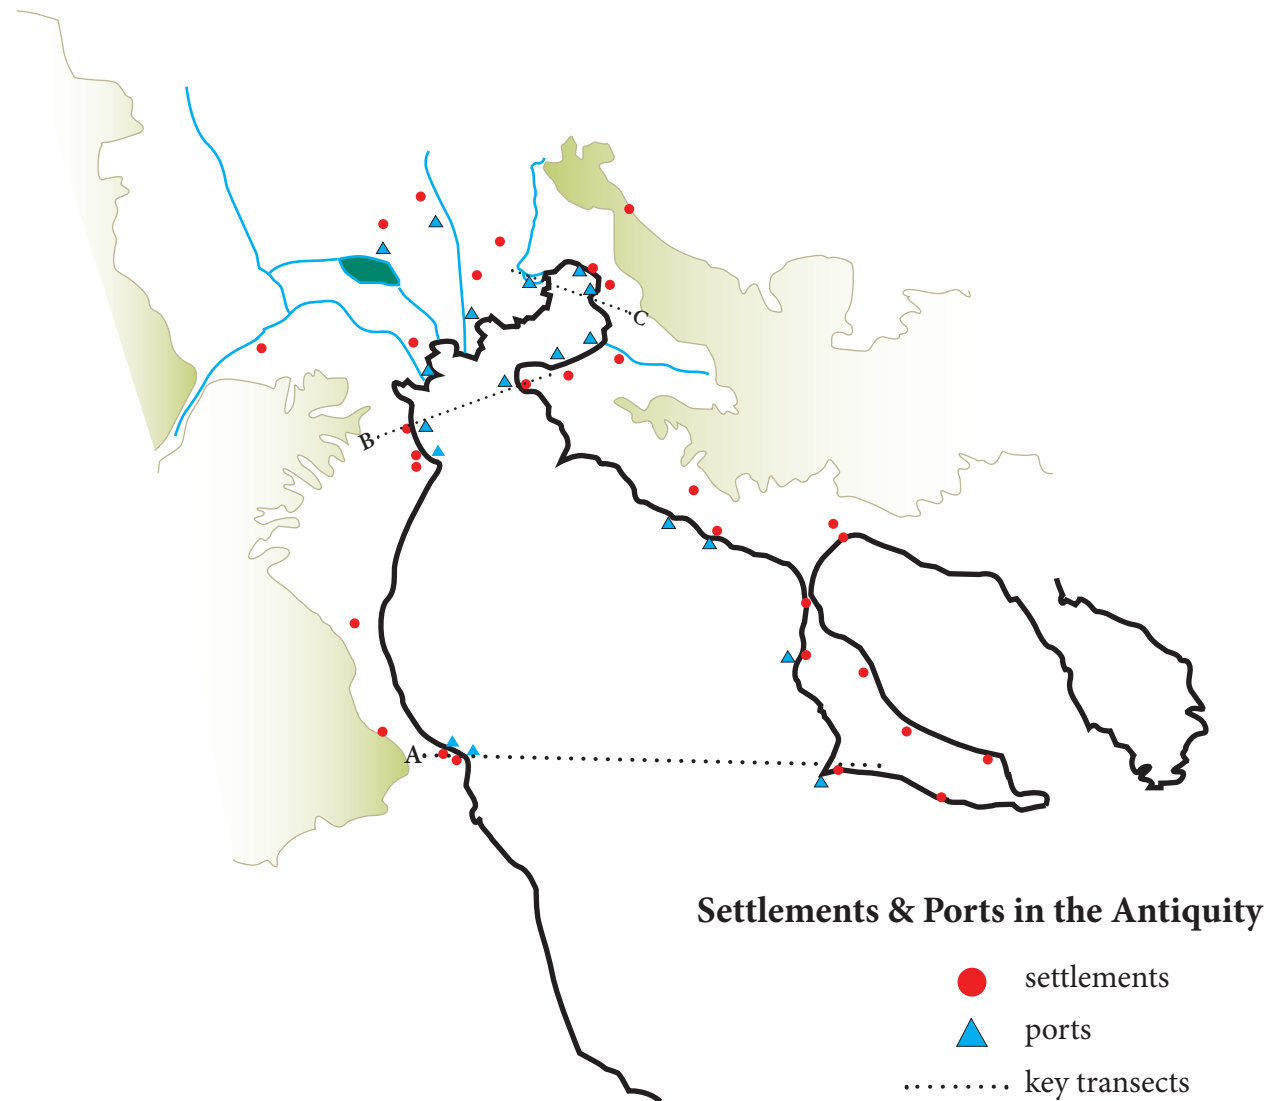 C
B
A
Settlements & Ports in the Antiquity
settlements
ports
key transects